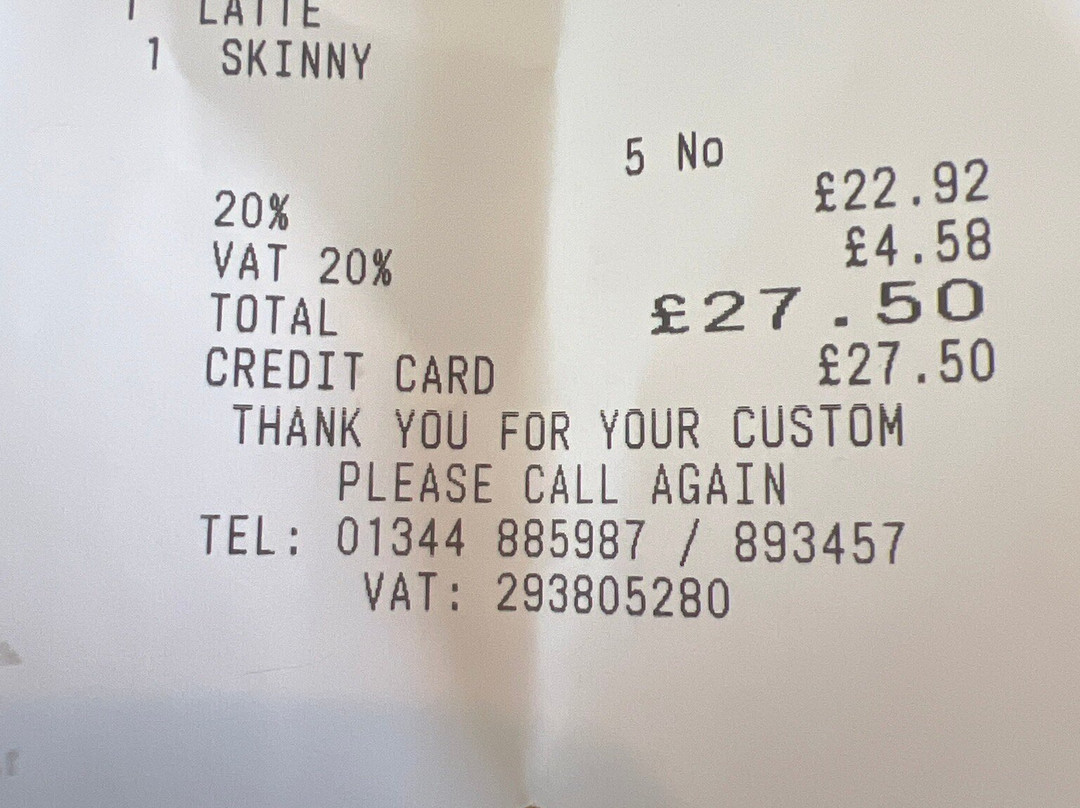 1 LATTE
1 SKINNY
5 No
20% £22.92
VAT 20% £4.58
TOTAL £27.50
CREDIT CARD £27.50
THANK YOU FOR YOUR CUSTOM
PLEASE CALL AGAIN
TEL: 01344 885987 / 893457
VAT: 293805280